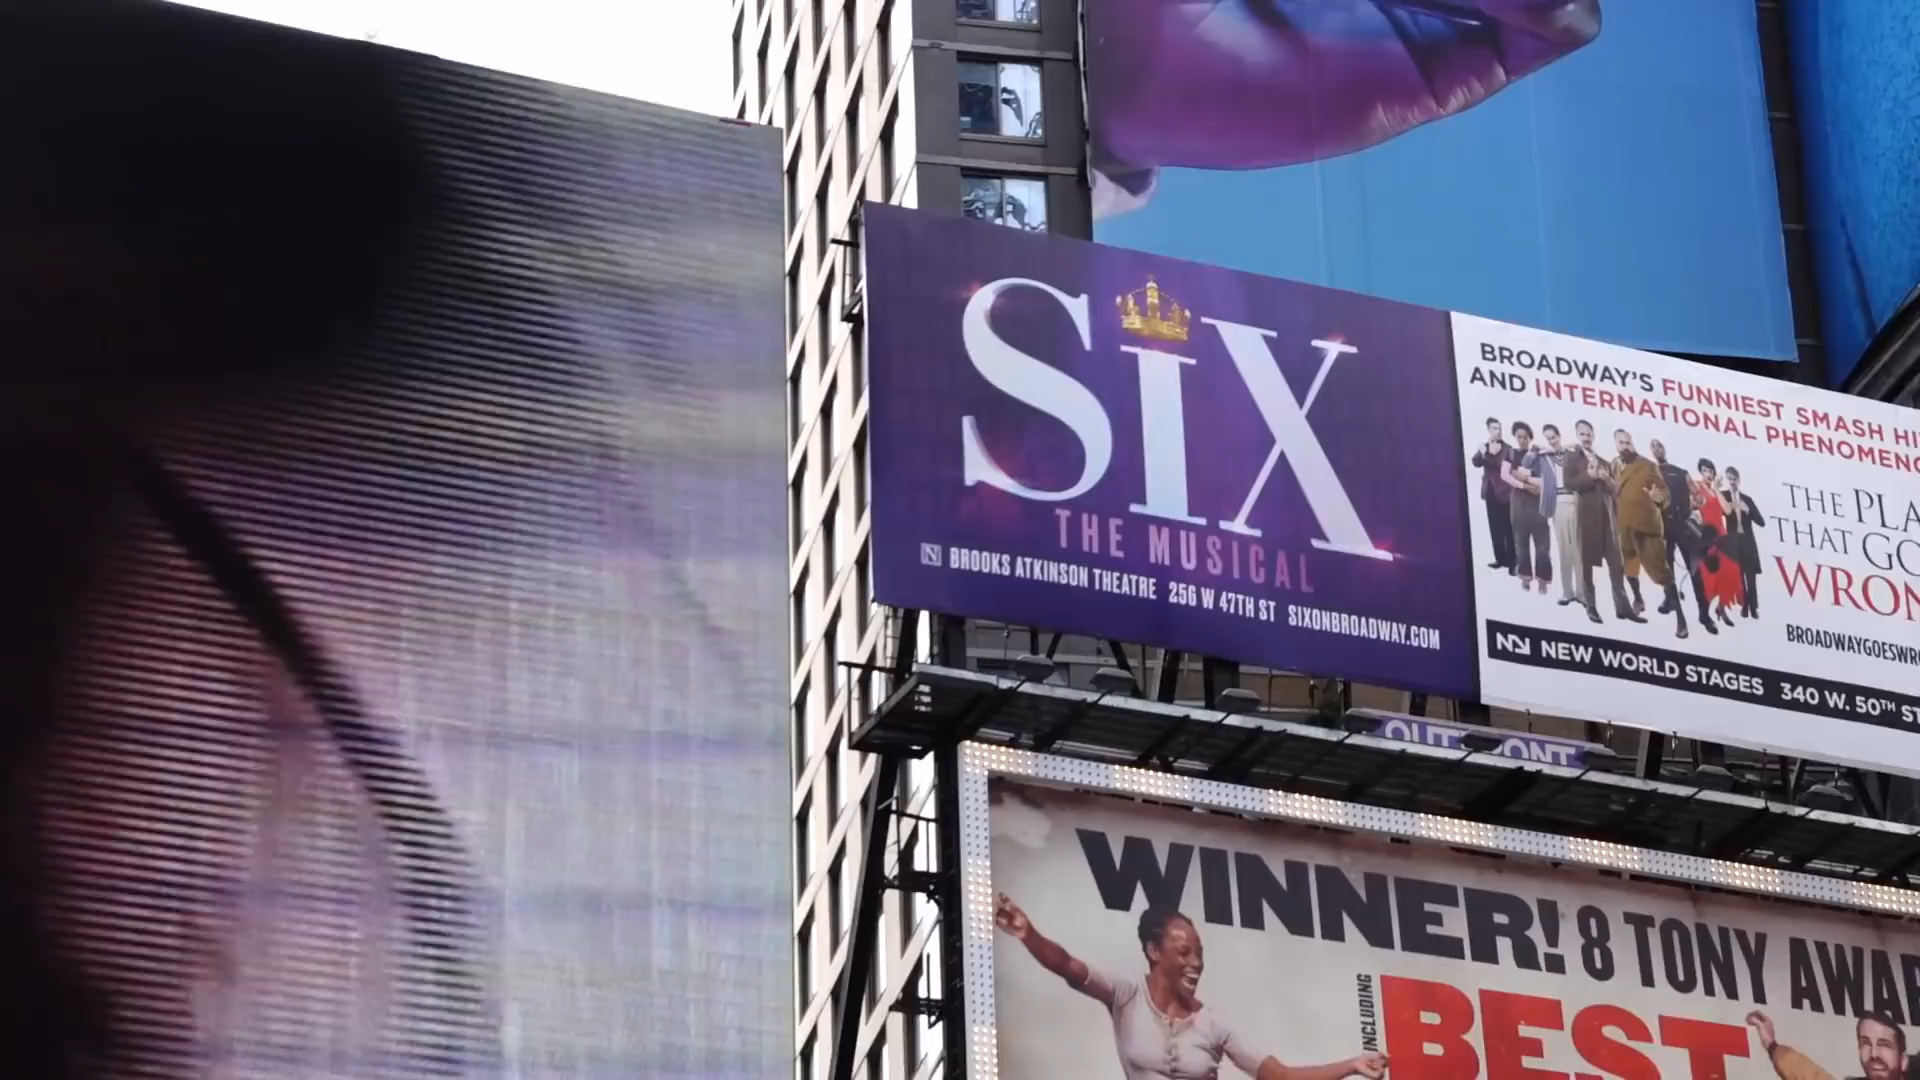 SIX
THE MUSICAL
BROOKS ATKINSON THEATRE 256 W 47TH ST SIXONBROADWAY.COM
BROADWAY'S FUNNIEST SMASH
AND INTERNATIONAL
THE
THAT
NEW WORLD STAGES 340 W. 50TH
WINNER! 8 TONY
INCLUDING
BEST